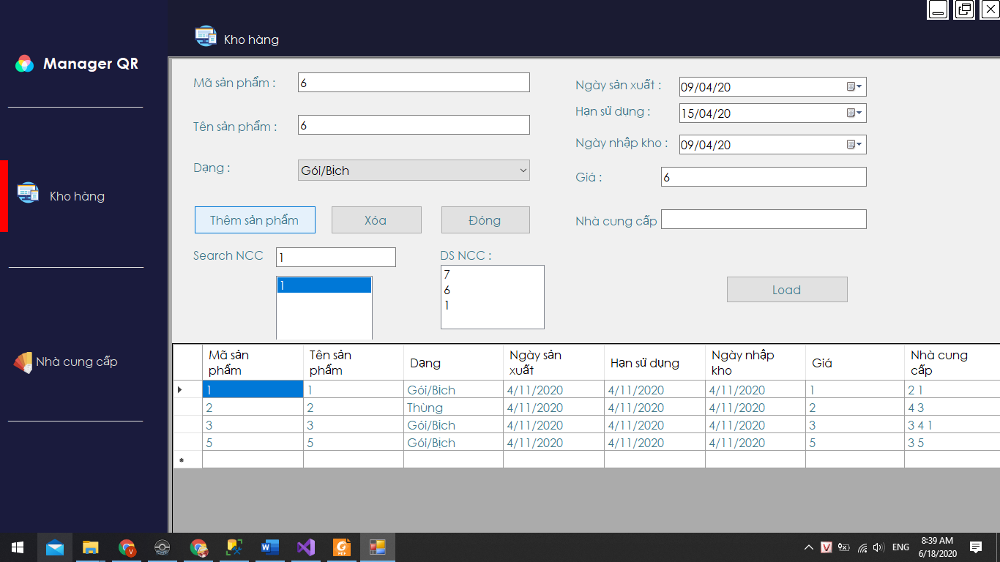 Manager QR
Kho hàng
Nhà cung cấp
Kho hàng
Mã sản phẩm :
6
Tên sản phẩm :
6
Dạng :
Gói/Bịch
Ngày sản xuất :
09/04/20
Hạn sử dụng :
15/04/20
Ngày nhập kho :
09/04/20
Giá :
6
Nhà cung cấp
Thêm sản phẩm
Xóa
Đóng
Search NCC
1
1
DS NCC :
7
6
1
Load
Mã sản phẩm Tên sản phẩm Dạng Ngày sản xuất Hạn sử dụng Ngày nhập kho Giá Nhà cung cấp
1 1 Gói/Bịch 4/11/2020 4/11/2020 4/11/2020 1 2 1
2 2 Thùng 4/11/2020 4/11/2020 4/11/2020 2 4 3
3 3 Gói/Bịch 4/11/2020 4/11/2020 4/11/2020 3 3 4 1
5 5 Gói/Bịch 4/11/2020 4/11/2020 4/11/2020 5 3 5
ENG
8:39 AM
6/18/2020